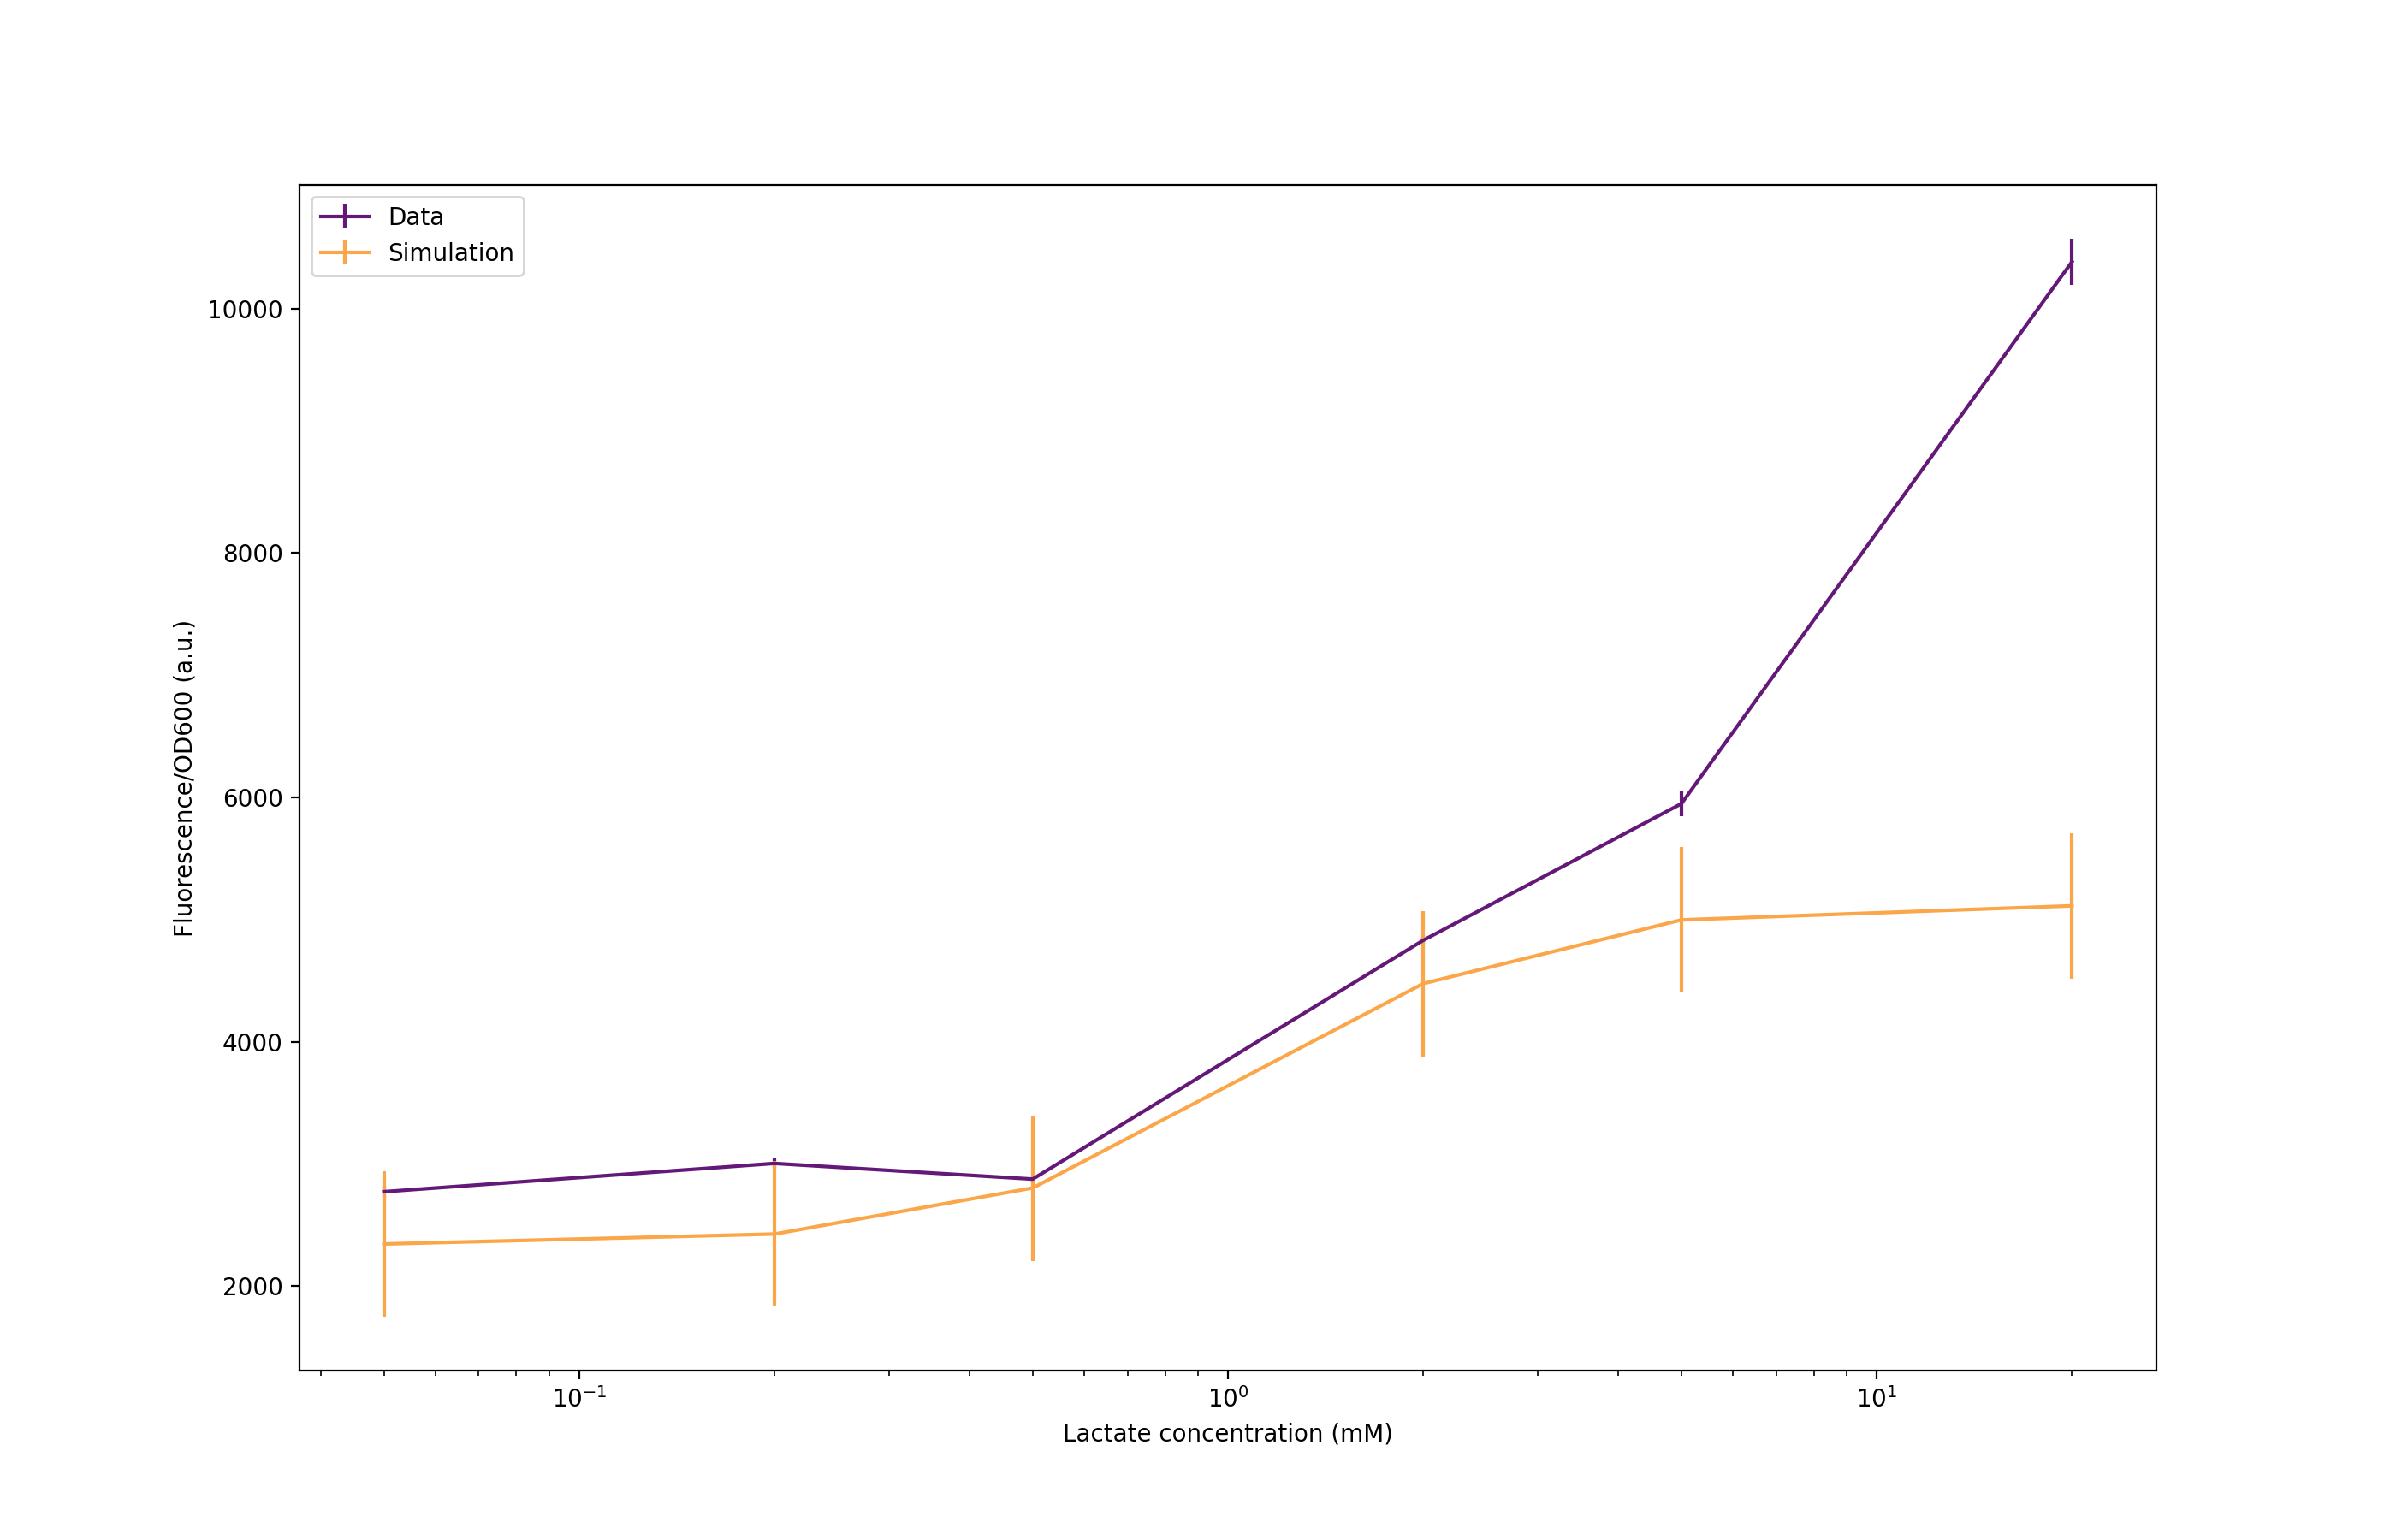 Data
Simulation
10000
8000
6000
4000
2000
Fluorescence/OD600 (a.u.)
10⁻¹ 10⁰ 10¹
Lactate concentration (mM)